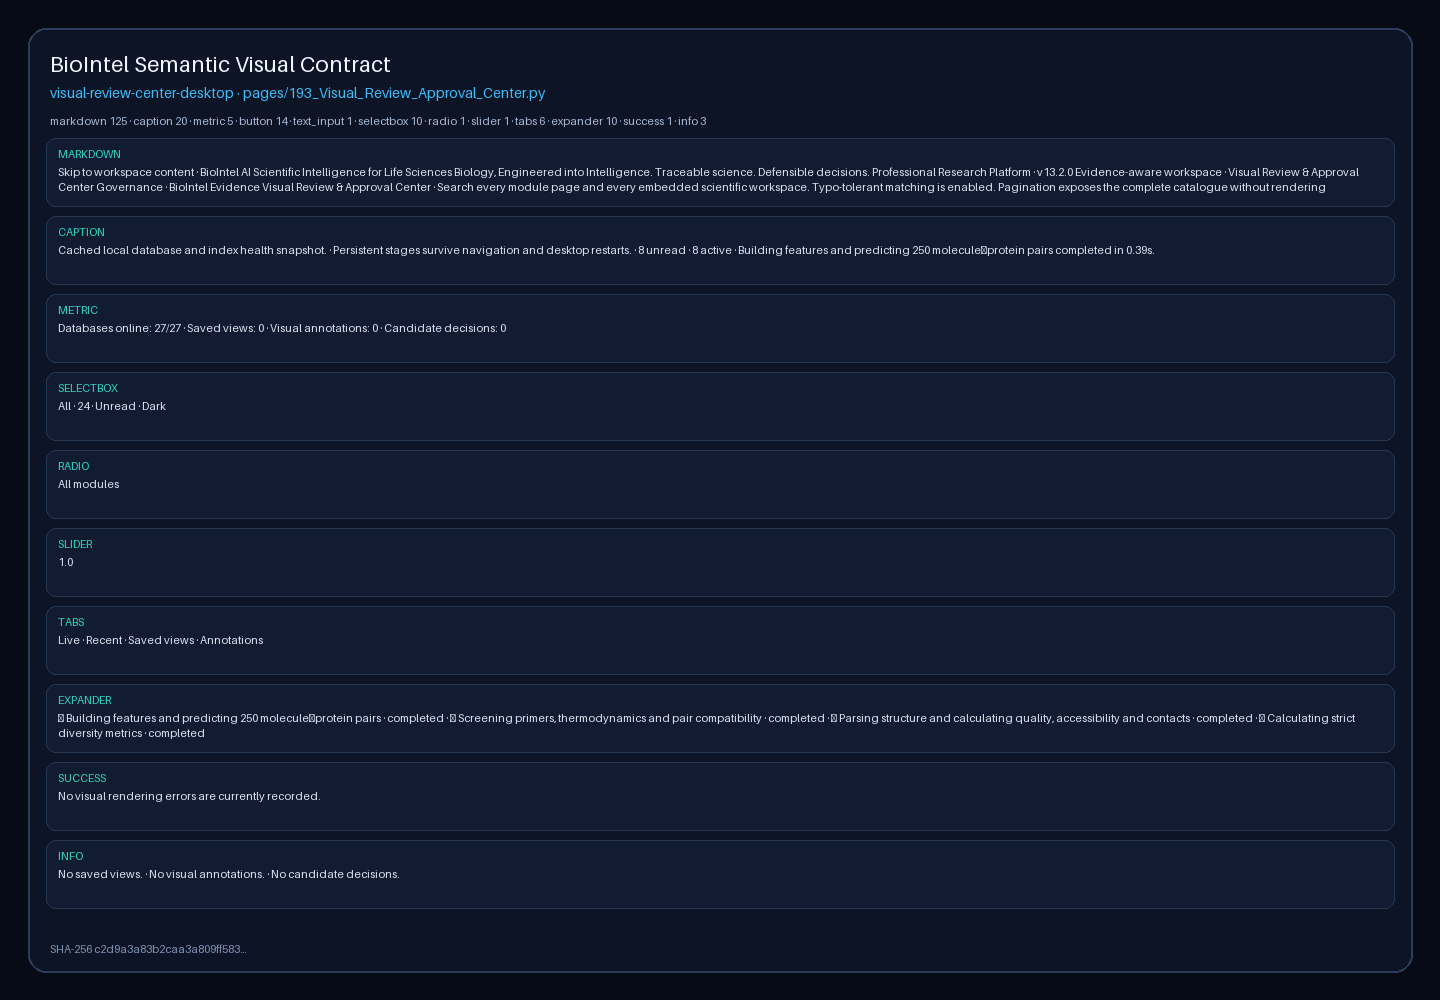 BioIntel Semantic Visual Contract
visual-review-center-desktop · pages/193_Visual_Review_Approval_Center.py
markdown 125 · caption 20 · metric 5 · button 14 · text_input 1 · selectbox 10 · radio 1 · slider 1 · tabs 6 · expander 10 · success 1 · info 3
MARKDOWN
Skip to workspace content · BioIntel AI Scientific Intelligence for Life Sciences Biology, Engineered into Intelligence. Traceable science. Defensible decisions. Professional Research Platform · v13.2.0 Evidence-aware workspace · Visual Review & Approval
Center Governance · BioIntel Evidence Visual Review & Approval Center · Search every module page and every embedded scientific workspace. Typo-tolerant matching is enabled. Pagination exposes the complete catalogue without rendering
CAPTION
Cached local database and index health snapshot. · Persistent stages survive navigation and desktop restarts. · 8 unread · 8 active · Building features and predicting 250 molecule▯protein pairs completed in 0.39s.
METRIC
Databases online: 27/27 · Saved views: 0 · Visual annotations: 0 · Candidate decisions: 0
SELECTBOX
All · 24 · Unread · Dark
RADIO
All modules
SLIDER
1.0
TABS
Live · Recent · Saved views · Annotations
EXPANDER
▯ Building features and predicting 250 molecule▯protein pairs · completed · ▯ Screening primers, thermodynamics and pair compatibility · completed · ▯ Parsing structure and calculating quality, accessibility and contacts · completed · ▯ Calculating strict
diversity metrics · completed
SUCCESS
No visual rendering errors are currently recorded.
INFO
No saved views. · No visual annotations. · No candidate decisions.
SHA-256 c2d9a3a83b2caa3a809ff583…